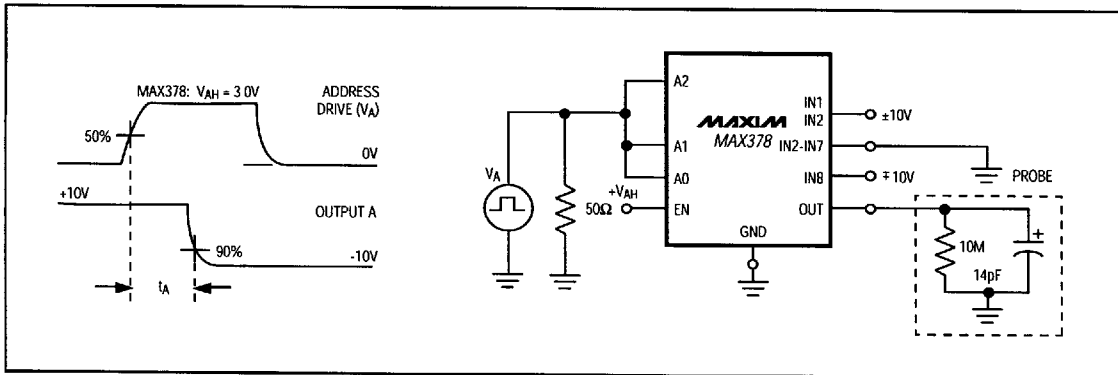 MAX378: VAH = 3.0V
ADDRESS
DRIVE (VA)
50%
0V
+10V
OUTPUT A
90%
-10V
tA
VA
50Ω
+VAH
A2
A1
A0
EN
MAXIM
MAX378
GND
IN1
IN2
IN2-IN7
IN8
OUT
±10V
∓10V
PROBE
10M
14pF
+